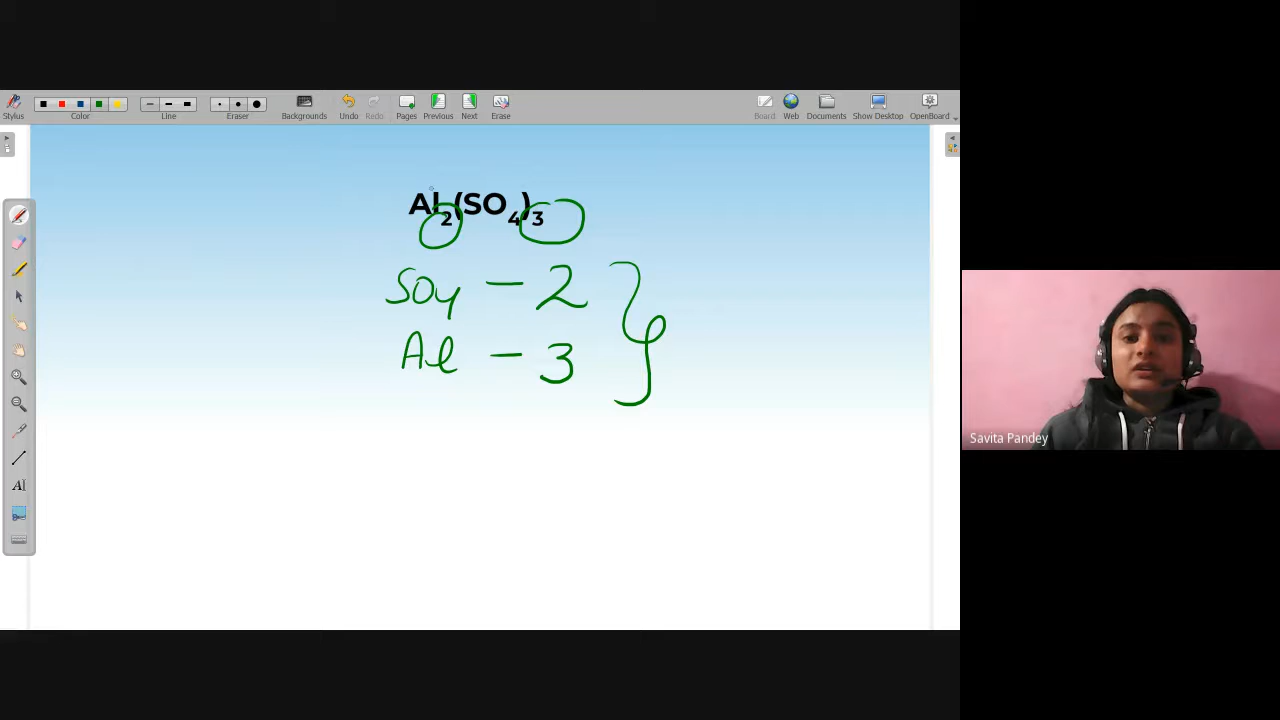 Stylus
Color
Line
Eraser
Backgrounds
Undo
Redo
Pages
Previous
Next
Erase
Board
Web
Documents
Show Desktop
OpenBoard
Al₂(SO₄)₃
SO₄ — 2
Al — 3
AI
Savita Pandey